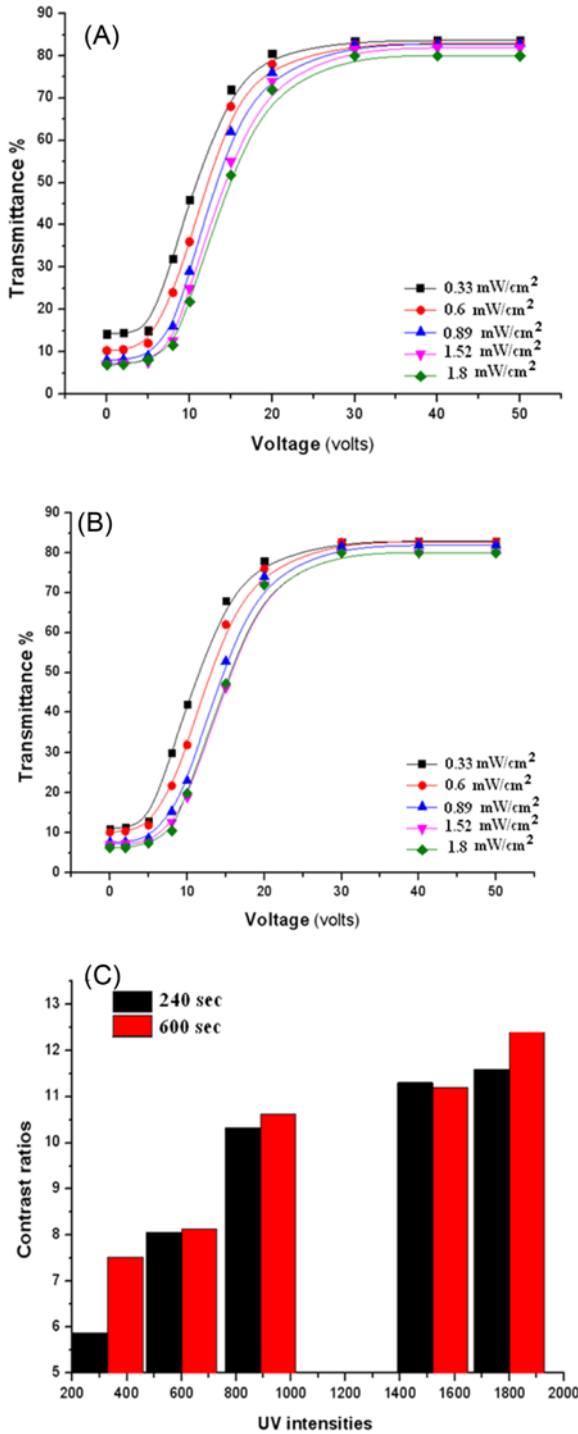 (A)
90
80
70
60
50
40
30
20
10
0
Transmittance %
0.33 mW/cm²
0.6 mW/cm²
0.89 mW/cm²
1.52 mW/cm²
1.8 mW/cm²
0 10 20 30 40 50
Voltage (volts)
(B)
90
80
70
60
50
40
30
20
10
0
Transmittance %
0.33 mW/cm²
0.6 mW/cm²
0.89 mW/cm²
1.52 mW/cm²
1.8 mW/cm²
0 10 20 30 40 50
Voltage (volts)
(C)
240 sec
600 sec
13
12
11
10
9
8
7
6
5
Contrast ratios
200 400 600 800 1000 1200 1400 1600 1800 2000
UV intensities